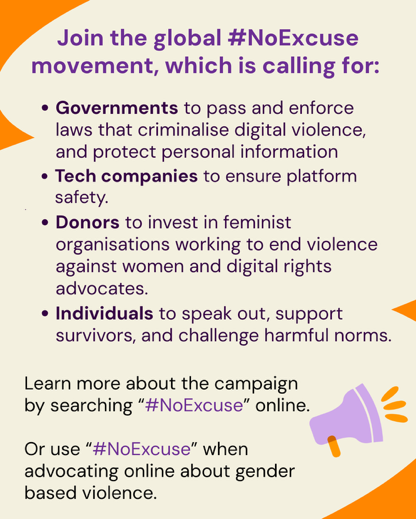 Join the global #NoExcuse
movement, which is calling for:
• Governments to pass and enforce
laws that criminalise digital violence,
and protect personal information
• Tech companies to ensure platform
safety.
• Donors to invest in feminist
organisations working to end violence
against women and digital rights
advocates.
• Individuals to speak out, support
survivors, and challenge harmful norms.
Learn more about the campaign
by searching “#NoExcuse” online.
Or use “#NoExcuse” when
advocating online about gender
based violence.